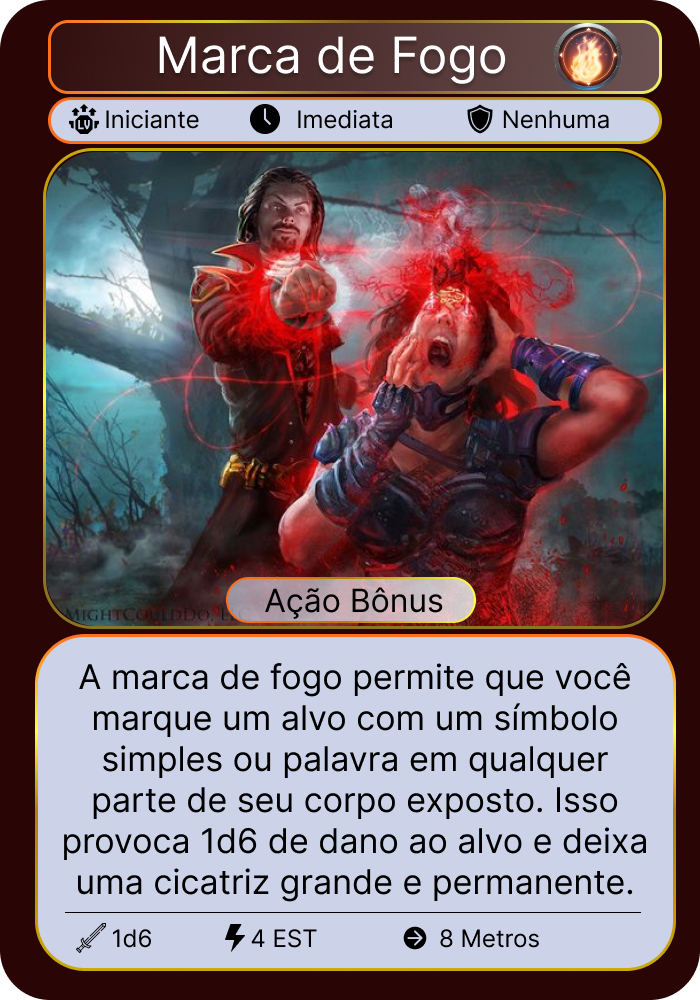 Marca de Fogo
LV Iniciante Imediata Nenhuma
MIGHTCOULDDO,
Ação Bônus
A marca de fogo permite que você
marque um alvo com um símbolo
simples ou palavra em qualquer
parte de seu corpo exposto. Isso
provoca 1d6 de dano ao alvo e deixa
uma cicatriz grande e permanente.
1d6 4 EST 8 Metros